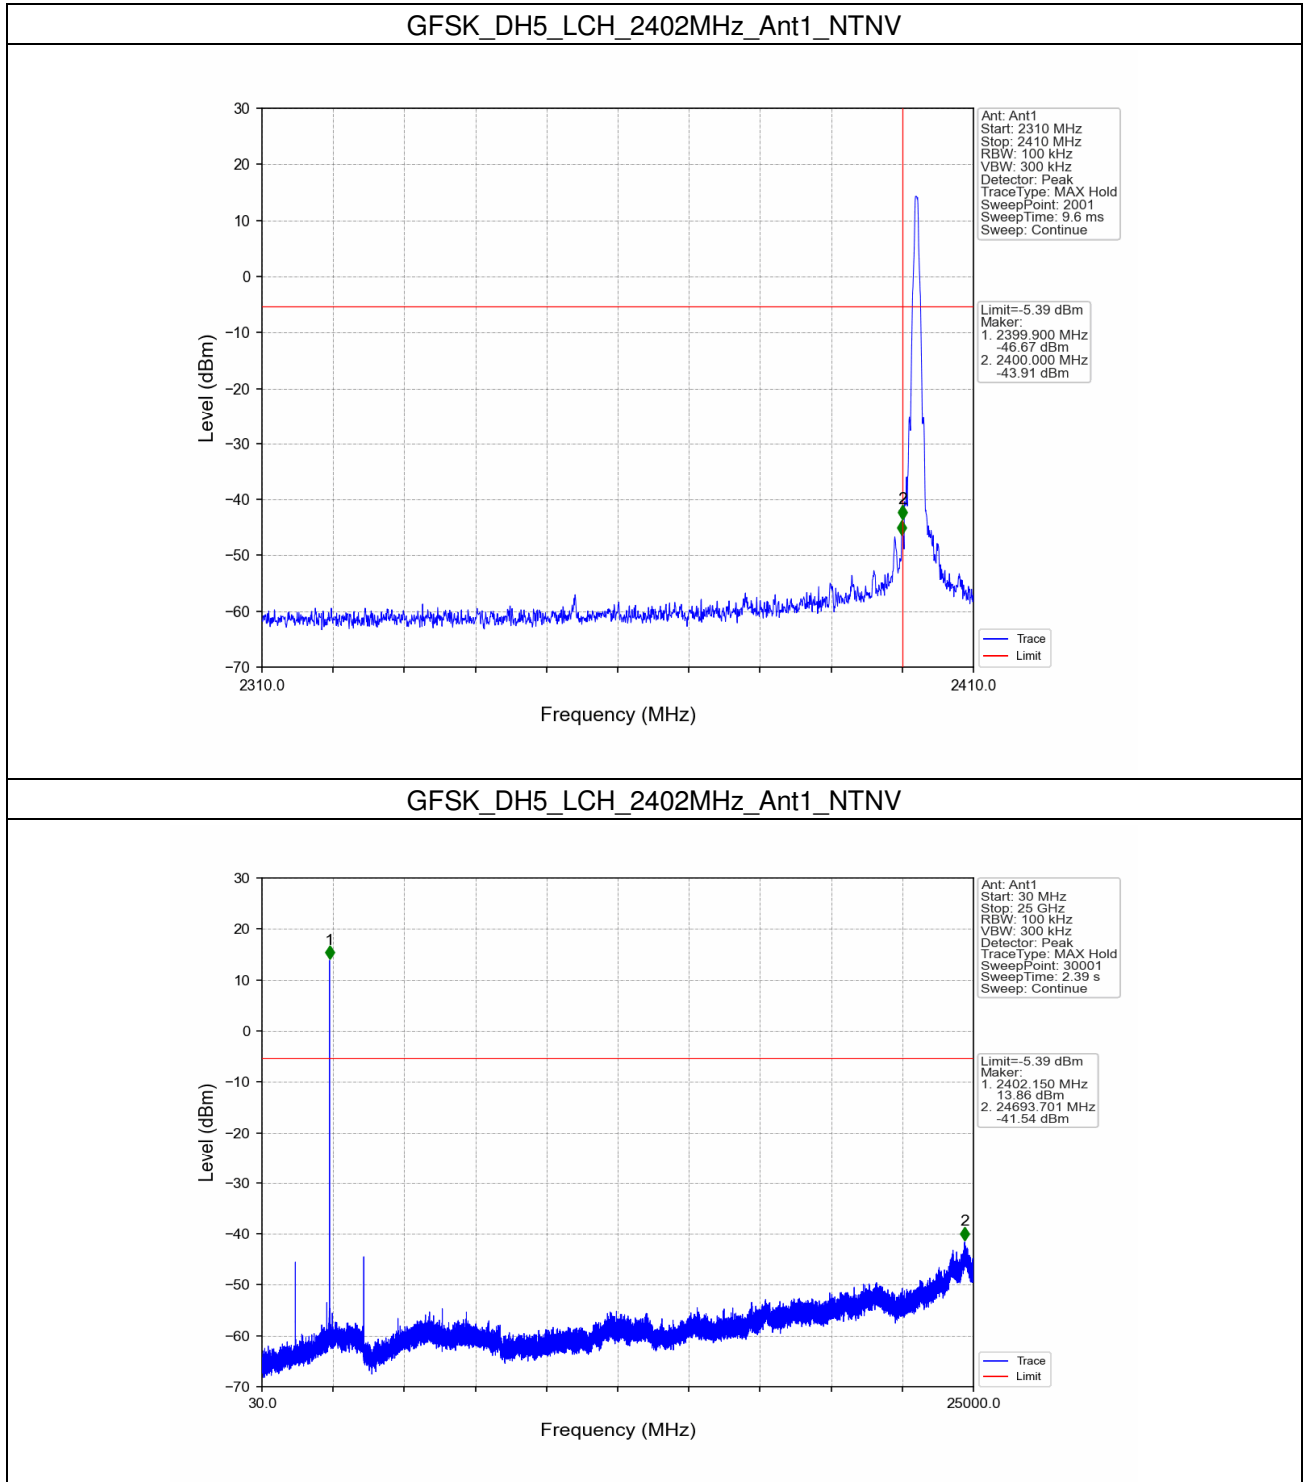 GFSK_DH5_LCH_2402MHz_Ant1_NTNV
30
20
10
0
−10
−20
−30
−40
−50
−60
−70
Level (dBm)
2310.0
2410.0
Frequency (MHz)
2
Ant: Ant1
Start: 2310 MHz
Stop: 2410 MHz
RBW: 100 kHz
VBW: 300 kHz
Detector: Peak
TraceType: MAX Hold
SweepPoint: 2001
SweepTime: 9.6 ms
Sweep: Continue
Limit=-5.39 dBm
Maker:
1. 2399.900 MHz
-46.67 dBm
2. 2400.000 MHz
-43.91 dBm
Trace
Limit
GFSK_DH5_LCH_2402MHz_Ant1_NTNV
30
20
10
0
−10
−20
−30
−40
−50
−60
−70
Level (dBm)
30.0
25000.0
Frequency (MHz)
1
2
Ant: Ant1
Start: 30 MHz
Stop: 25 GHz
RBW: 100 kHz
VBW: 300 kHz
Detector: Peak
TraceType: MAX Hold
SweepPoint: 30001
SweepTime: 2.39 s
Sweep: Continue
Limit=-5.39 dBm
Maker:
1. 2402.150 MHz
13.86 dBm
2. 24693.701 MHz
-41.54 dBm
Trace
Limit